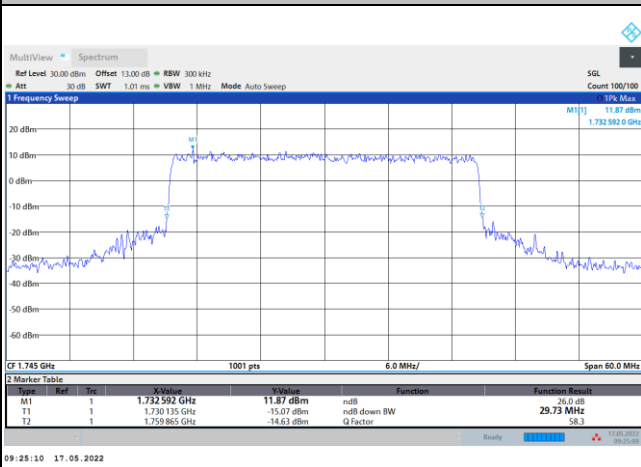 MultiView Spectrum
Ref Level 30.00 dBm Offset 13.00 dB RBW 300 kHz SGL
Att 30 dB SWT 1.01 ms VBW 1 MHz Mode Auto Sweep Count 100/100
1 Frequency Sweep 1Pk Max
M1[1] 11.87 dBm
1.732 592 0 GHz
20 dBm
M1
10 dBm
0 dBm
-10 dBm
T1 T2
-20 dBm
-30 dBm
-40 dBm
-50 dBm
-60 dBm
CF 1.745 GHz 1001 pts 6.0 MHz/ Span 60.0 MHz
2 Marker Table
Type Ref Trc X-Value Y-Value Function Function Result
M1 1 1.732 592 GHz 11.87 dBm ndB 26.0 dB
T1 1 1.730 135 GHz -15.07 dBm ndB down BW 29.73 MHz
T2 1 1.759 865 GHz -14.63 dBm Q Factor 58.3
Ready 17.05.2022
09:25:09
09:25:10 17.05.2022